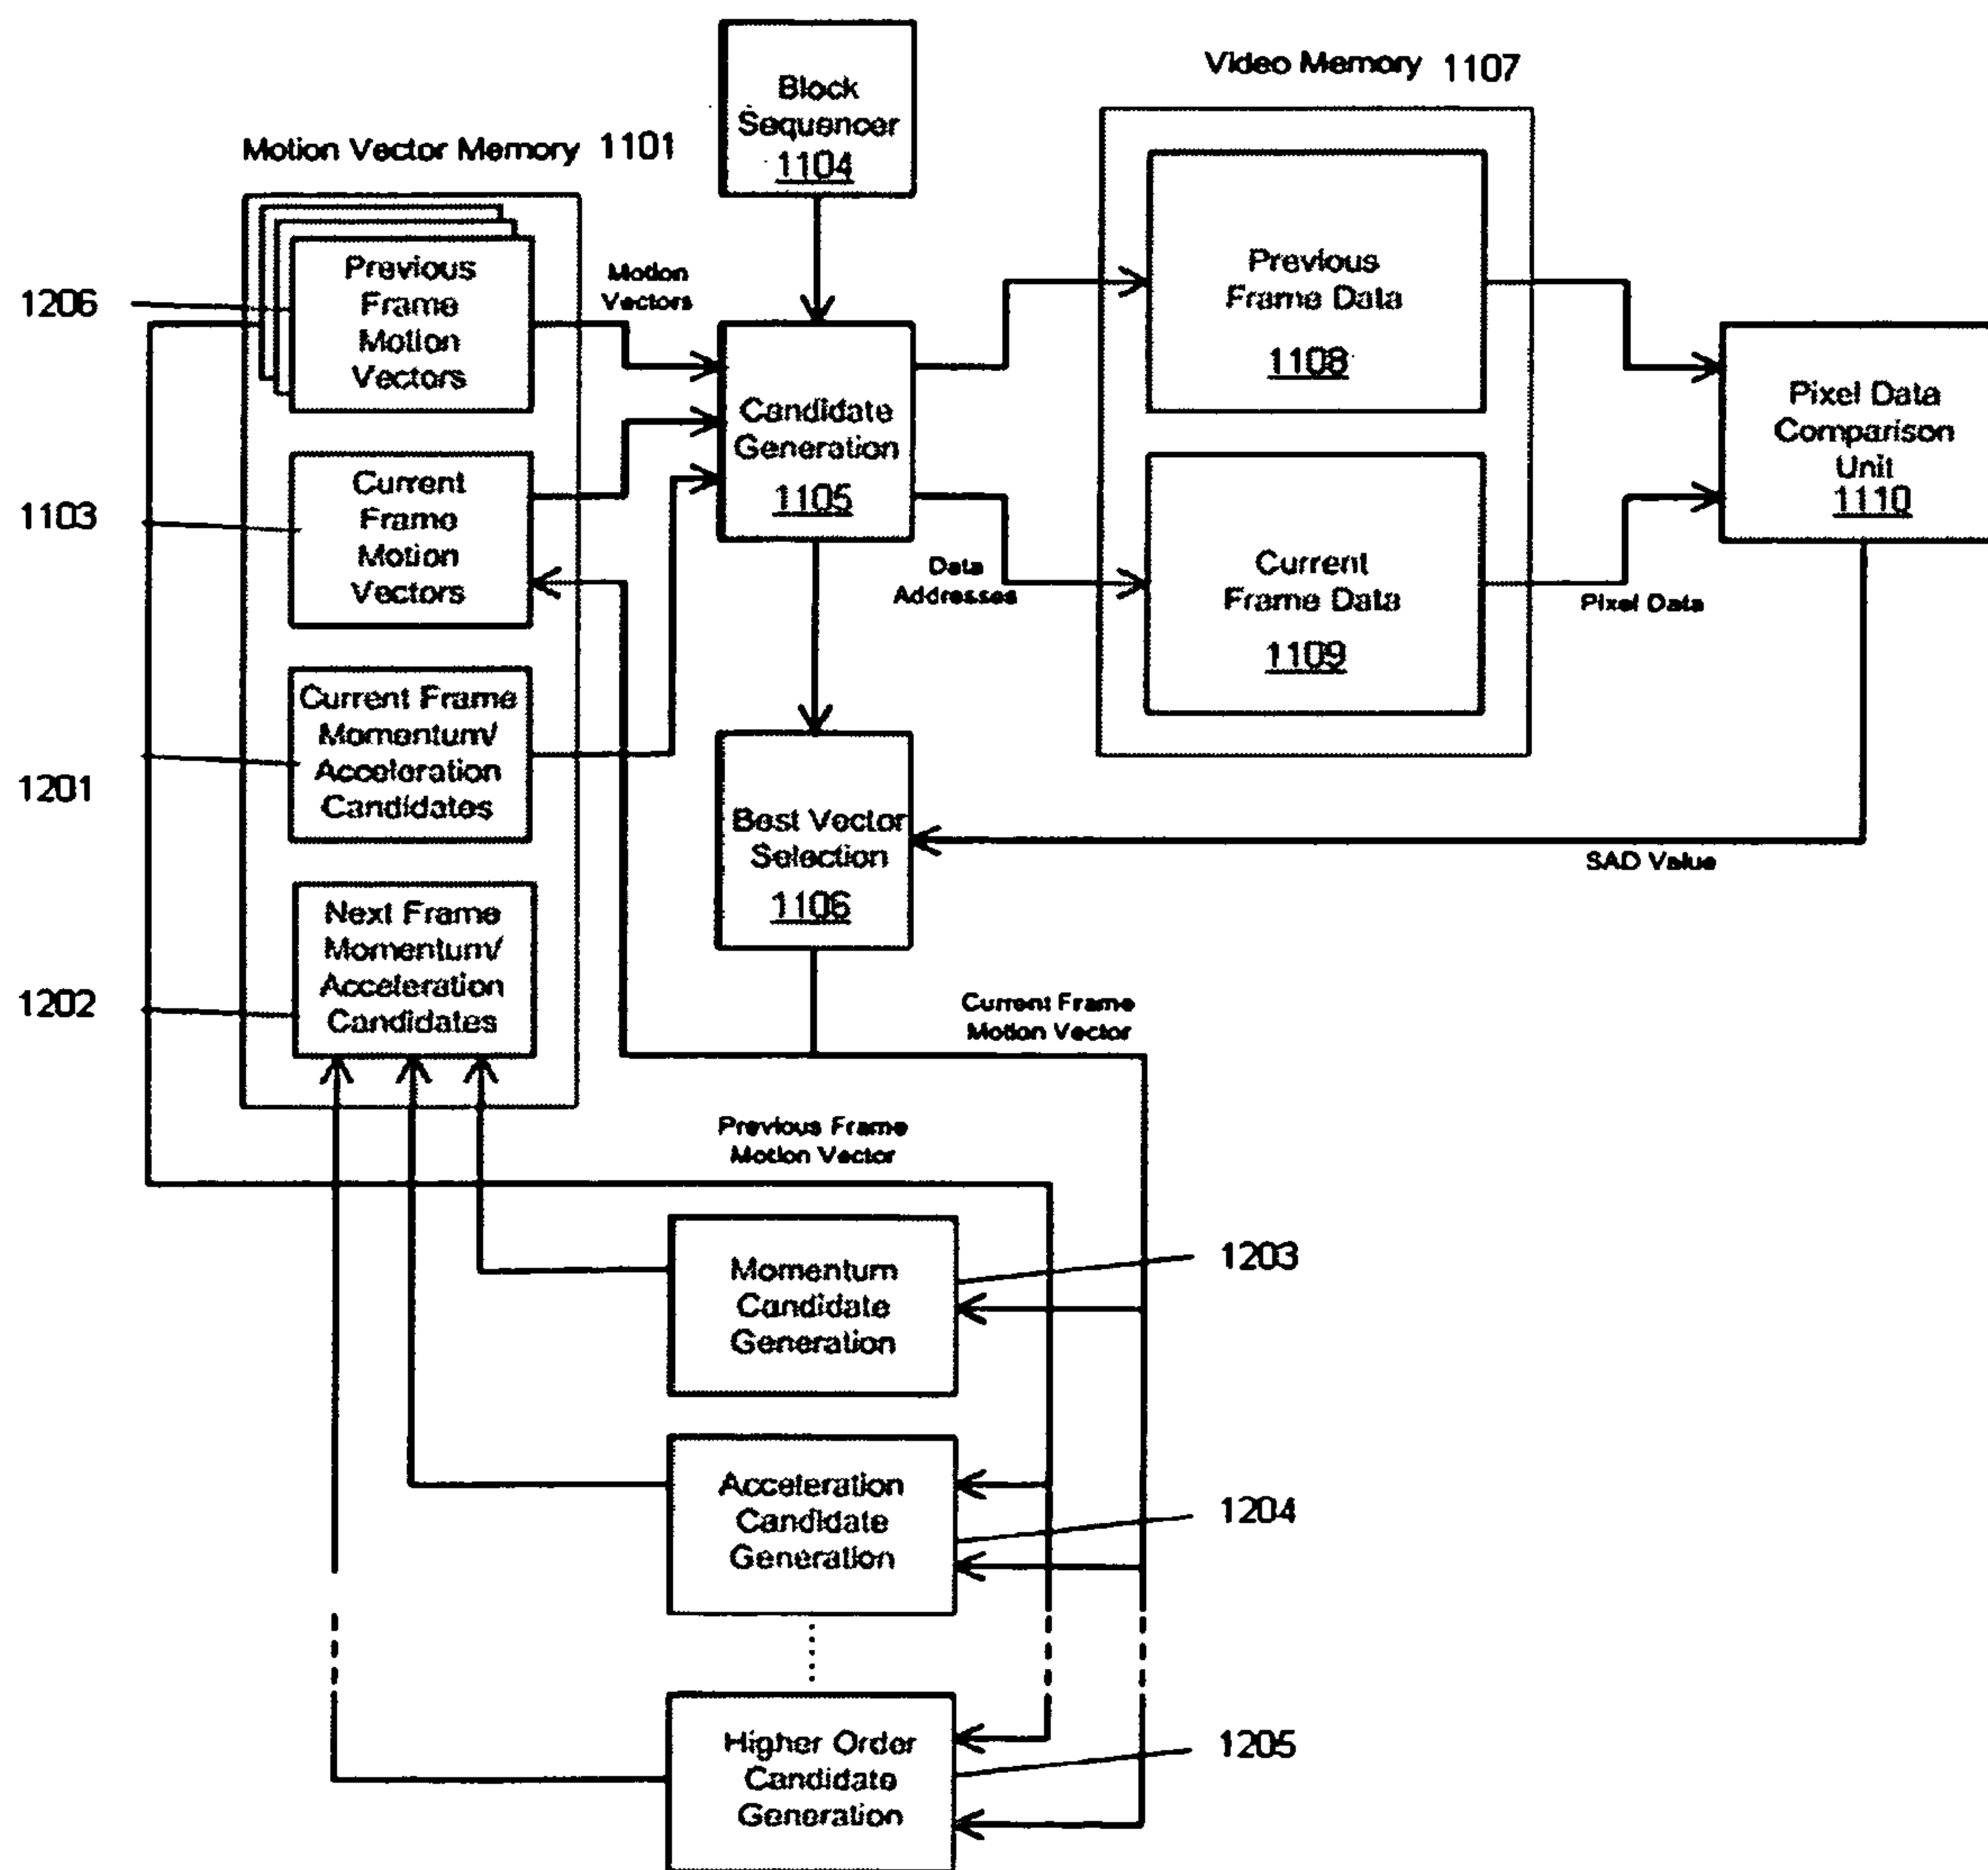 Block
Sequencer
1104
Video Memory 1107
Motion Vector Memory 1101
Previous
Frame
Motion
Vectors
1206
Motion
Vectors
Previous
Frame Data
1108
Candidate
Generation
1105
Pixel Data
Comparison
Unit
1110
Current
Frame
Motion
Vectors
1103
Data
Addresses
Current
Frame Data
1109
Pixel Data
Current Frame
Momentum/
Acceleration
Candidates
1201
Best Vector
Selection
1106
SAD Value
Next Frame
Momentum/
Acceleration
Candidates
1202
Current Frame
Motion Vector
Previous Frame
Motion Vector
Momentum
Candidate
Generation
1203
Acceleration
Candidate
Generation
1204
Higher Order
Candidate
Generation
1205